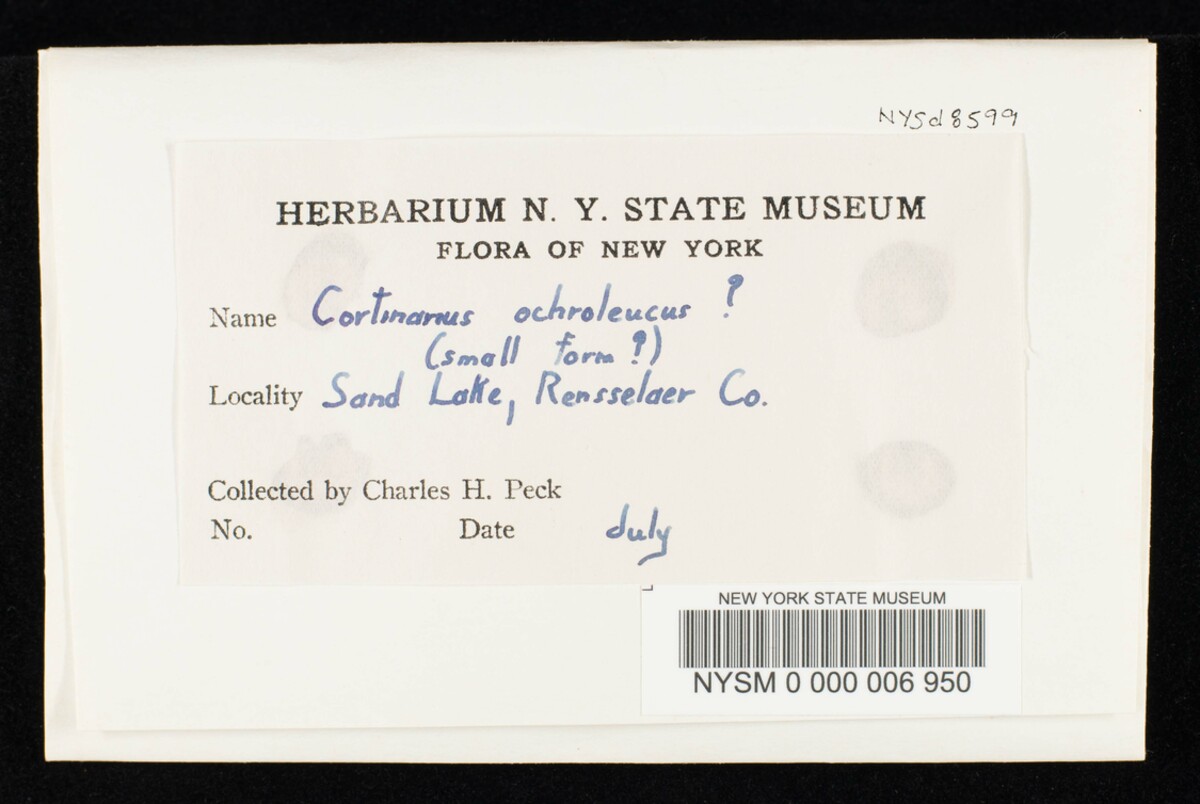 NYSd8599
HERBARIUM N. Y. STATE MUSEUM
FLORA OF NEW YORK
Name Cortinarius ochroleucus ?
(small form ?)
Locality Sand Lake, Rensselaer Co.
Collected by Charles H. Peck
No. Date July
NEW YORK STATE MUSEUM
NYSM 0 000 006 950